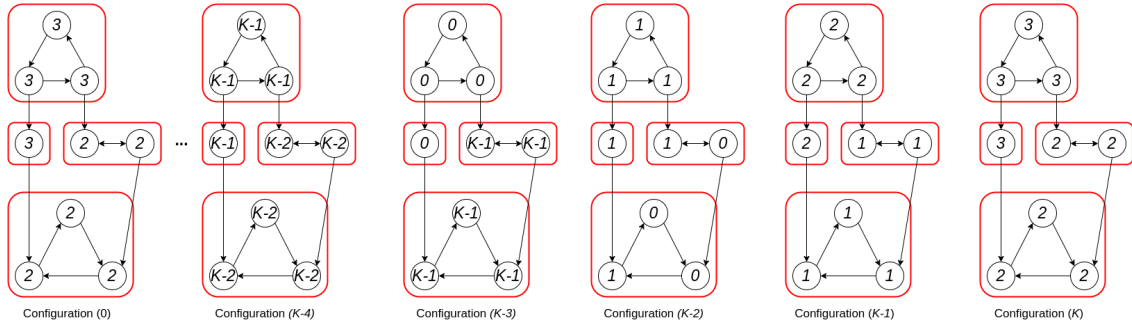 3 K-1 0 1 2 3
3 3 K-1 K-1 0 0 1 1 2 2 3 3
3 2 2 ... K-1 K-2 K-2 0 K-1 K-1 1 1 0 2 1 1 3 2 2
2 K-2 K-1 0 1 2
2 2 K-2 K-2 K-1 K-1 1 0 1 1 2 2
Configuration (0) Configuration (K-4) Configuration (K-3) Configuration (K-2) Configuration (K-1) Configuration (K)